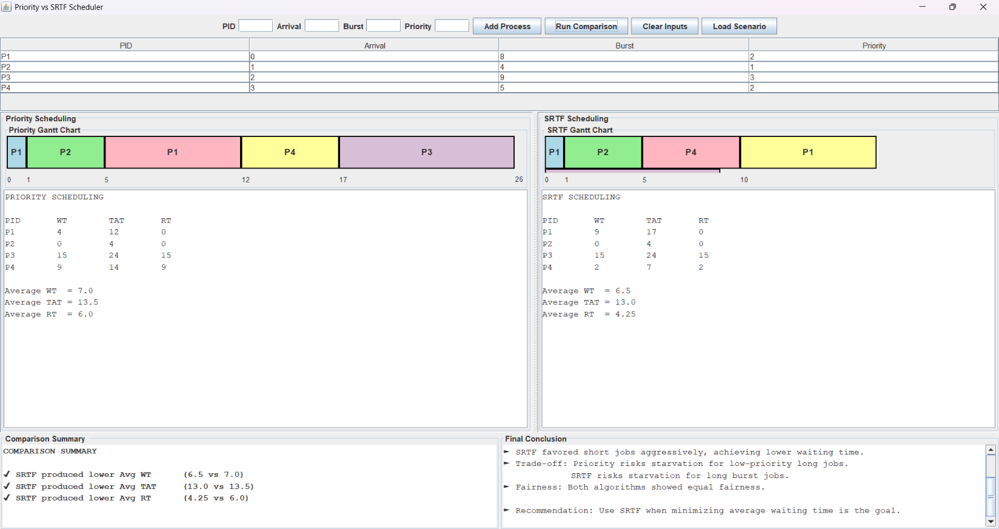 Priority vs SRTF Scheduler
PID Arrival Burst Priority Add Process Run Comparison Clear Inputs Load Scenario
PID Arrival Burst Priority
P1 0 8 2
P2 1 4 1
P3 2 9 3
P4 3 5 2
Priority Scheduling
Priority Gantt Chart
P1 P2 P1 P4 P3
0 1 5 12 17 26
PRIORITY SCHEDULING
PID WT TAT RT
P1 4 12 0
P2 0 4 0
P3 15 24 15
P4 9 14 9
Average WT = 7.0
Average TAT = 13.5
Average RT = 6.0
SRTF Scheduling
SRTF Gantt Chart
P1 P2 P4 P1
0 1 5 10
SRTF SCHEDULING
PID WT TAT RT
P1 9 17 0
P2 0 4 0
P3 15 24 15
P4 2 7 2
Average WT = 6.5
Average TAT = 13.0
Average RT = 4.25
Comparison Summary
COMPARISON SUMMARY
✔ SRTF produced lower Avg WT (6.5 vs 7.0)
✔ SRTF produced lower Avg TAT (13.0 vs 13.5)
✔ SRTF produced lower Avg RT (4.25 vs 6.0)
Final Conclusion
► SRTF favored short jobs aggressively, achieving lower waiting time.
► Trade-off: Priority risks starvation for low-priority long jobs.
SRTF risks starvation for long burst jobs.
► Fairness: Both algorithms showed equal fairness.
► Recommendation: Use SRTF when minimizing average waiting time is the goal.